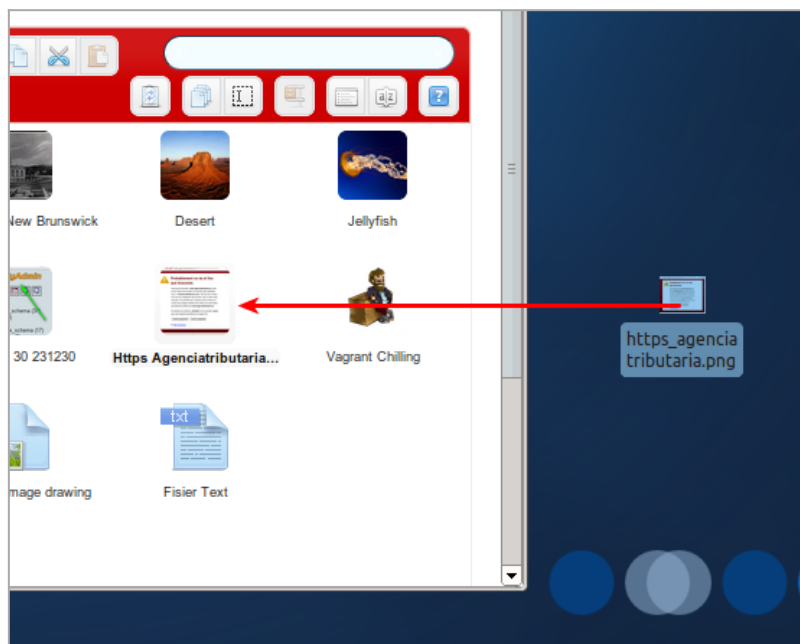 New Brunswick
Desert
Jellyfish
30 231230
Https Agenciatributaria...
Vagrant Chilling
https_agencia
tributaria.png
txt
mage drawing
Fisier Text
a z
?